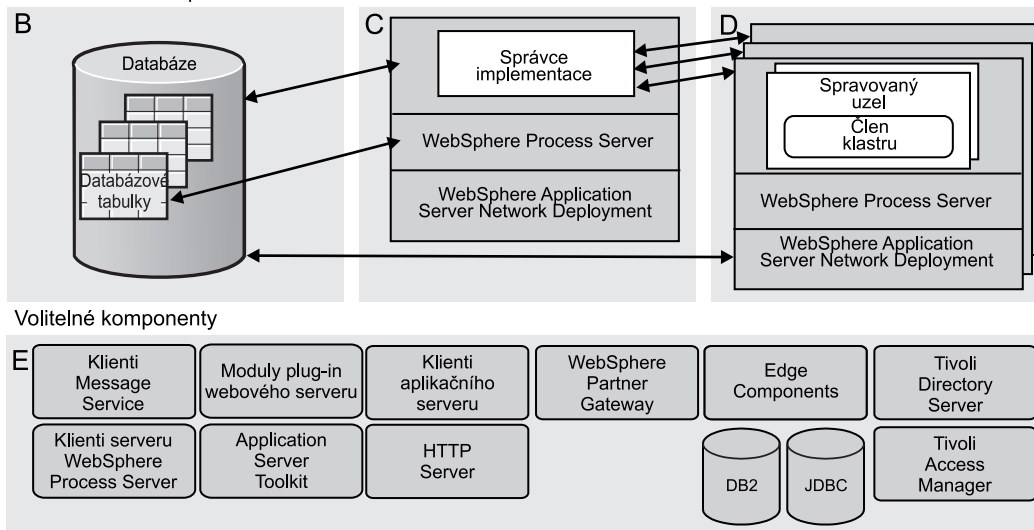 B
Databáze
Databázové
tabulky
C
Správce
implementace
WebSphere Process Server
WebSphere Application
Server Network Deployment
D
Spravovaný
uzel
Člen
klastru
WebSphere Process Server
WebSphere Application
Server Network Deployment
Volitelné komponenty
E
Klienti
Message
Service
Moduly plug-in
webového serveru
Klienti
aplikačního
serveru
WebSphere
Partner
Gateway
Edge
Components
Tivoli
Directory
Server
Klienti serveru
WebSphere
Process Server
Application
Server
Toolkit
HTTP
Server
DB2
JDBC
Tivoli
Access
Manager